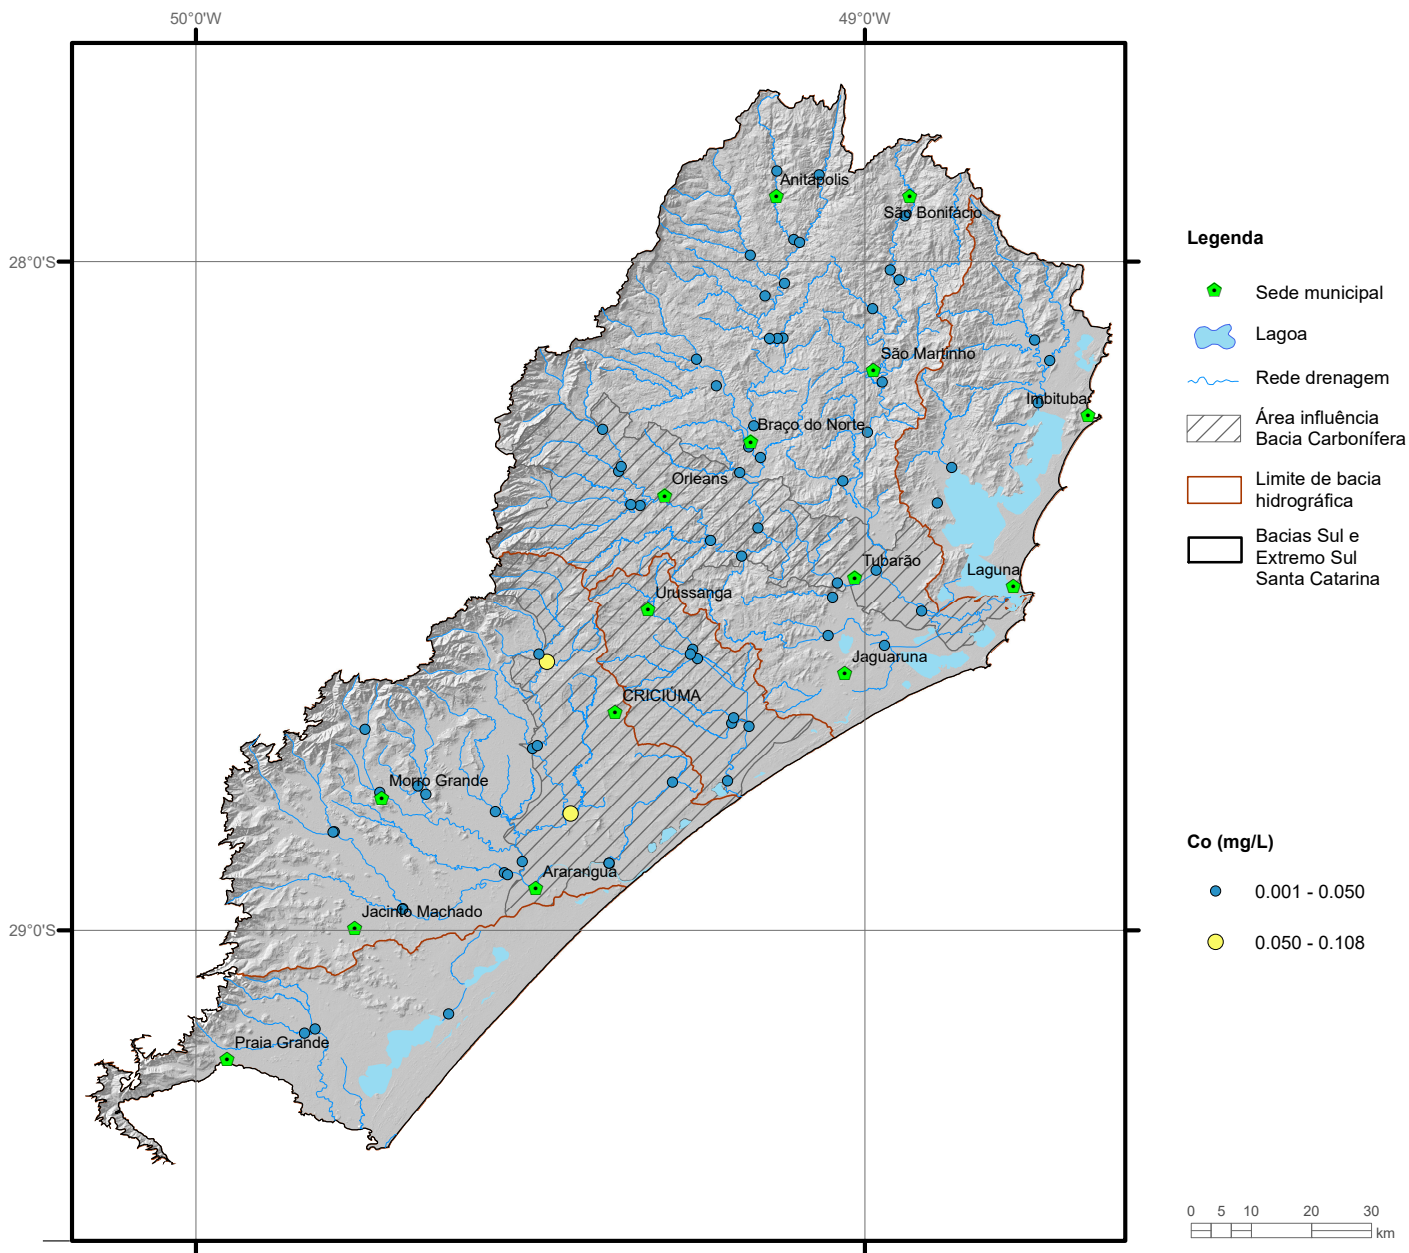 50°0'W
49°0'W
Anitápolis
São Bonifácio
28°0'S
São Martinho
Imbituba
Braço do Norte
Orleans
Tubarão
Laguna
Urussanga
Jaguaruna
CRICIÚMA
Morro Grande
Araranguá
Jacinto Machado
29°0'S
Praia Grande
Legenda
Sede municipal
Lagoa
Rede drenagem
Área influência
Bacia Carbonífera
Limite de bacia
hidrográfica
Bacias Sul e
Extremo Sul
Santa Catarina
Co (mg/L)
0.001 - 0.050
0.050 - 0.108
0 5 10 20 30
km